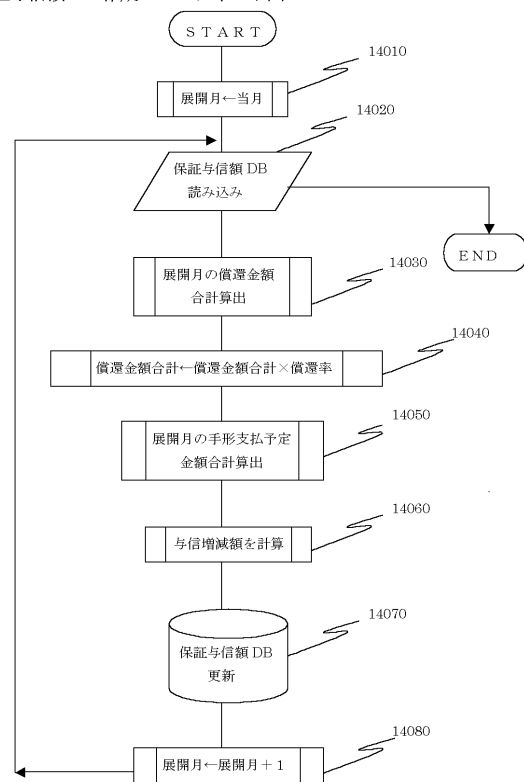 ＳＴＡＲＴ
14010
展開月←当月
14020
保証与信額 DB
読み込み
ＥＮＤ
展開月の償還金額
合計算出
14030
14040
償還金額合計←償還金額合計×償還率
14050
展開月の手形支払予定
金額合計算出
14060
与信増減額を計算
14070
保証与信額 DB
更新
14080
展開月←展開月＋１